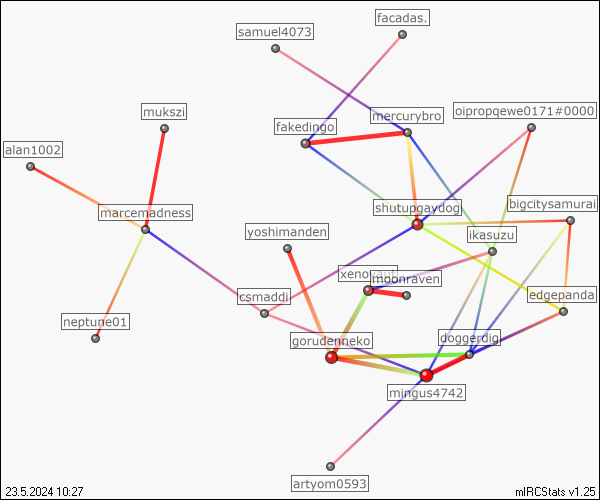 facadas.
samuel4073
mukszi
oipropqewe0171#0000
mercurybro
fakedingo
alan1002
bigcitysamurai
shutupgaydog
marcemadness
yoshimanden
ikasuzu
moonraven
csmaddi
edgepanda
neptune01
gorudenneko
doggerdig
mingus4742
artyom0593
23.5.2024 10:27
mIRCStats v1.25